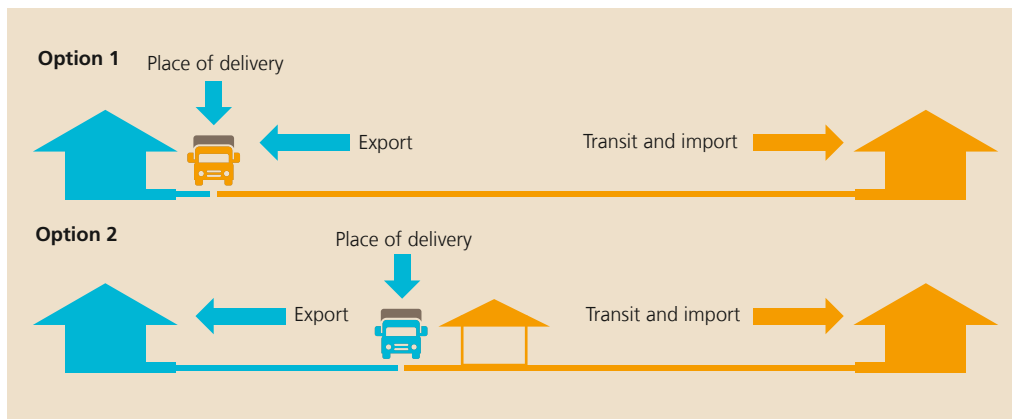 Option 1
Place of delivery
Export
Transit and import
Option 2
Place of delivery
Export
Transit and import